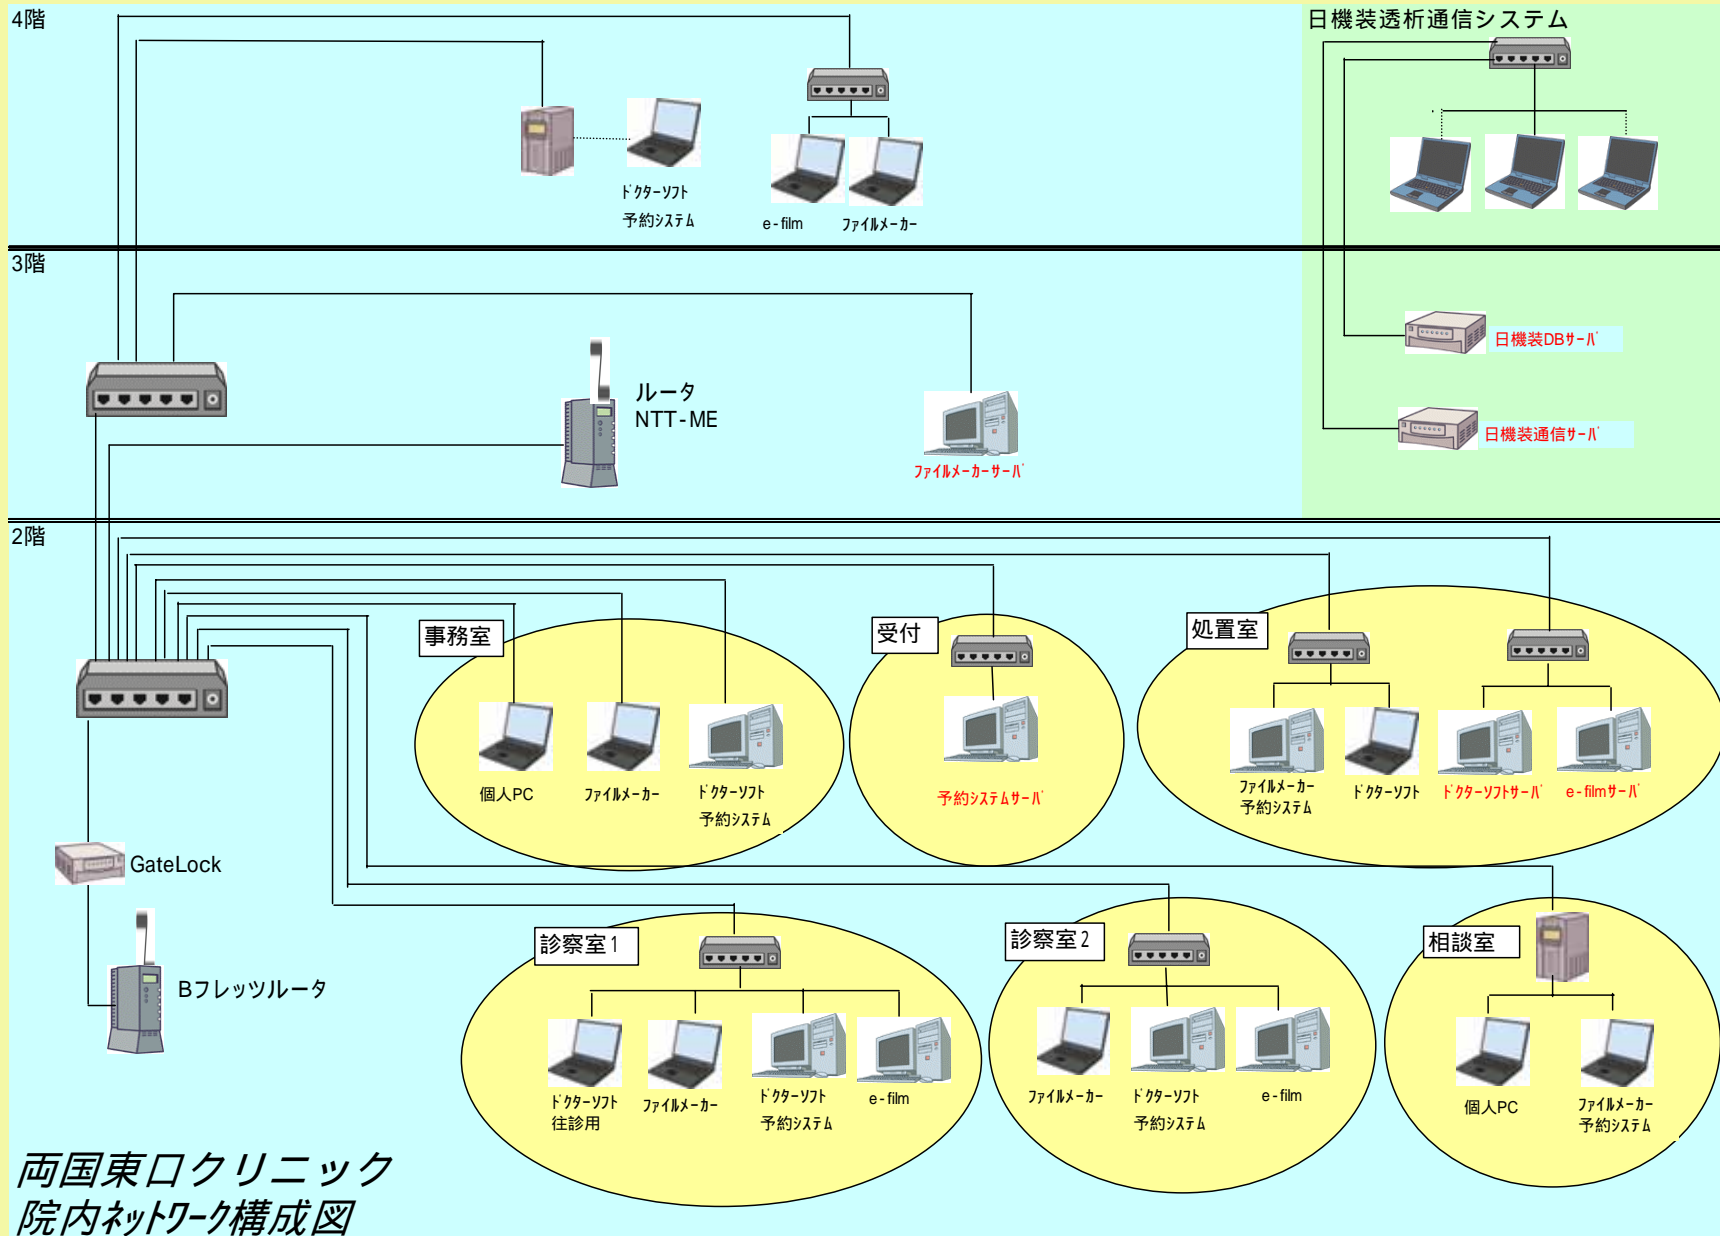 4階
日機装透析通信システム
ﾄﾞｸﾀｰｿﾌﾄ
予約ｼｽﾃﾑ
e-film
ﾌｧｲﾙﾒｰｶｰ
3階
ルータ
NTT-ME
ﾌｧｲﾙﾒｰｶｰｻｰﾊﾞ
日機装DBｻｰﾊﾞ
日機装通信ｻｰﾊﾞ
2階
事務室
個人PC
ﾌｧｲﾙﾒｰｶｰ
ﾄﾞｸﾀｰｿﾌﾄ
予約ｼｽﾃﾑ
受付
予約ｼｽﾃﾑｻｰﾊﾞ
処置室
ﾌｧｲﾙﾒｰｶｰ
予約ｼｽﾃﾑ
ﾄﾞｸﾀｰｿﾌﾄ
ﾄﾞｸﾀｰｿﾌﾄｻｰﾊﾞ
e-filmｻｰﾊﾞ
GateLock
Bフレッツルータ
診察室1
ﾄﾞｸﾀｰｿﾌﾄ
往診用
ﾌｧｲﾙﾒｰｶｰ
ﾄﾞｸﾀｰｿﾌﾄ
予約ｼｽﾃﾑ
e-film
診察室2
ﾌｧｲﾙﾒｰｶｰ
ﾄﾞｸﾀｰｿﾌﾄ
予約ｼｽﾃﾑ
e-film
相談室
個人PC
ﾌｧｲﾙﾒｰｶｰ
予約ｼｽﾃﾑ
両国東口クリニック
院内ﾈｯﾄﾜｰｸ構成図